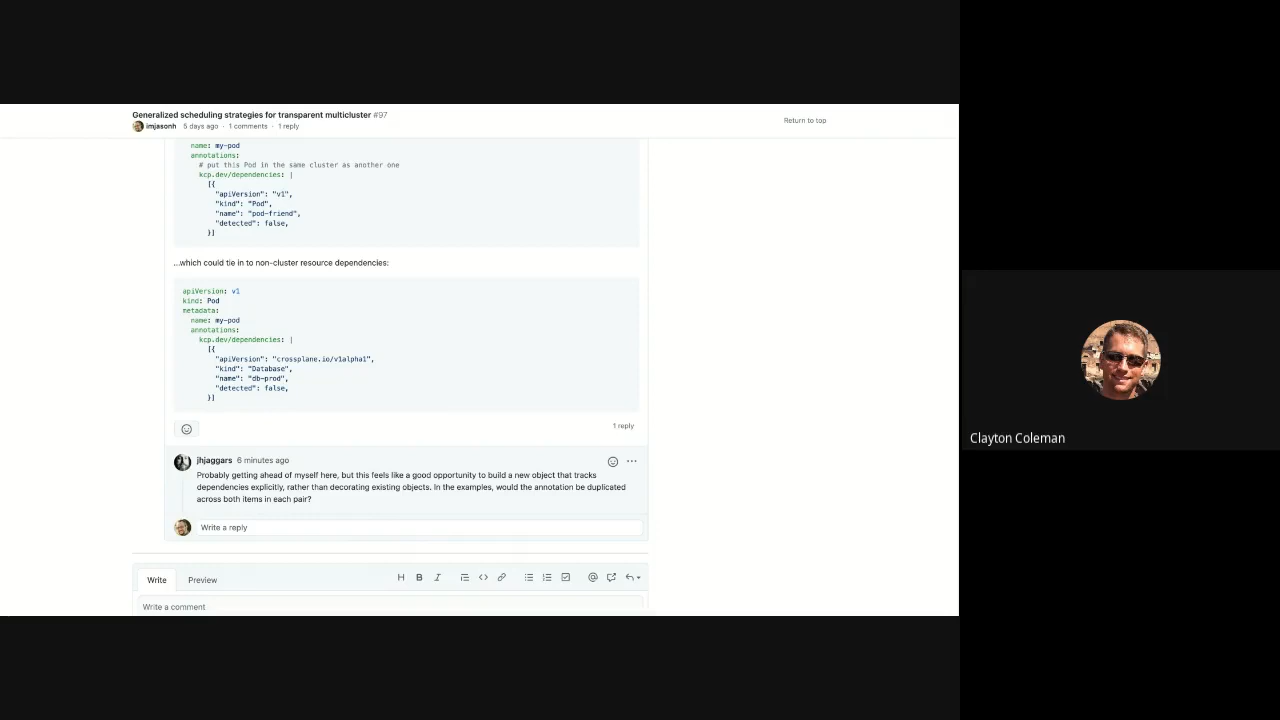 Generalized scheduling strategies for transparent multicluster #97
imjasonh 5 days ago · 1 comments · 1 reply
Return to top
name: my-pod
annotations:
# put this Pod in the same cluster as another one
kcp.dev/dependencies: |
[{
"apiVersion": "v1",
"kind": "Pod",
"name": "pod-friend",
"detected": false,
}]
...which could tie in to non-cluster resource dependencies:
apiVersion: v1
kind: Pod
metadata:
name: my-pod
annotations:
kcp.dev/dependencies: |
[{
"apiVersion": "crossplane.io/v1alpha1",
"kind": "Database",
"name": "db-prod",
"detected": false,
}]
1 reply
jhjaggars 6 minutes ago
Probably getting ahead of myself here, but this feels like a good opportunity to build a new object that tracks
dependencies explicitly, rather than decorating existing objects. In the examples, would the annotation be duplicated
across both items in each pair?
Write a reply
Write Preview
Write a comment
Clayton Coleman